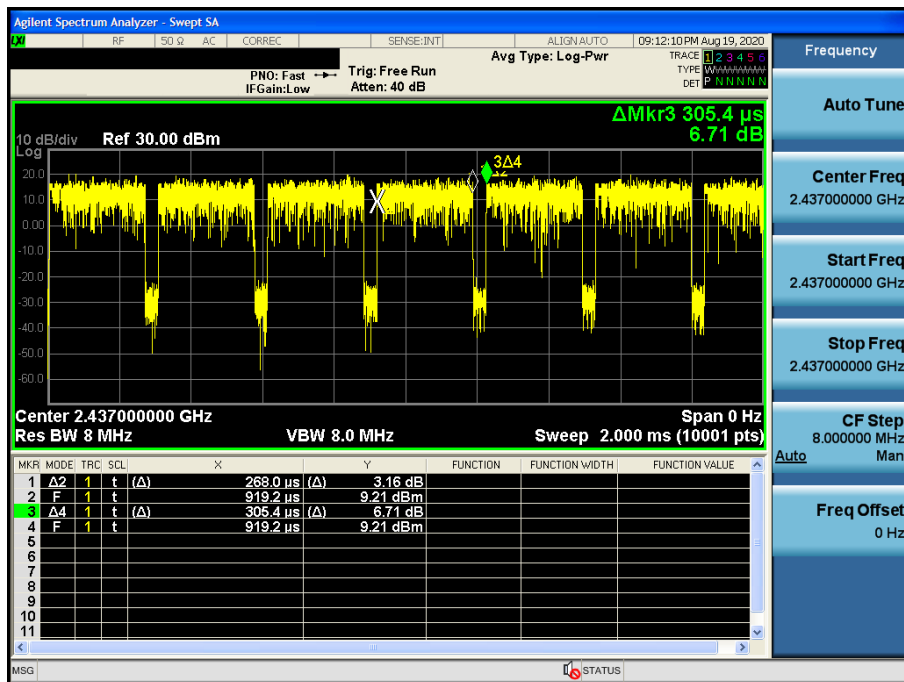 Agilent Spectrum Analyzer - Swept SA
LXI RF 50 Ω AC CORREC SENSE:INT ALIGN AUTO 09:12:10 PM Aug 19, 2020
Frequency
Avg Type: Log-Pwr
TRACE 1 2 3 4 5 6
PNO: Fast Trig: Free Run
TYPE WWWWWW
IFGain:Low Atten: 40 dB
DET P N N N N N
Auto Tune
ΔMkr3 305.4 µs
6.71 dB
10 dB/div Ref 30.00 dBm
Log
3Δ4
20.0
10.0
0.00
-10.0
-20.0
-30.0
-40.0
-50.0
-60.0
X
Center Freq
2.437000000 GHz
Start Freq
2.437000000 GHz
Stop Freq
2.437000000 GHz
Center 2.437000000 GHz Span 0 Hz
Res BW 8 MHz VBW 8.0 MHz Sweep 2.000 ms (10001 pts)
CF Step
8.000000 MHz
Auto Man
Freq Offset
0 Hz
MKR MODE TRC SCL X Y FUNCTION FUNCTION WIDTH FUNCTION VALUE
1 Δ2 1 t (Δ) 268.0 µs (Δ) 3.16 dB
2 F 1 t 919.2 µs 9.21 dBm
3 Δ4 1 t (Δ) 305.4 µs (Δ) 6.71 dB
4 F 1 t 919.2 µs 9.21 dBm
5
6
7
8
9
10
11
MSG STATUS